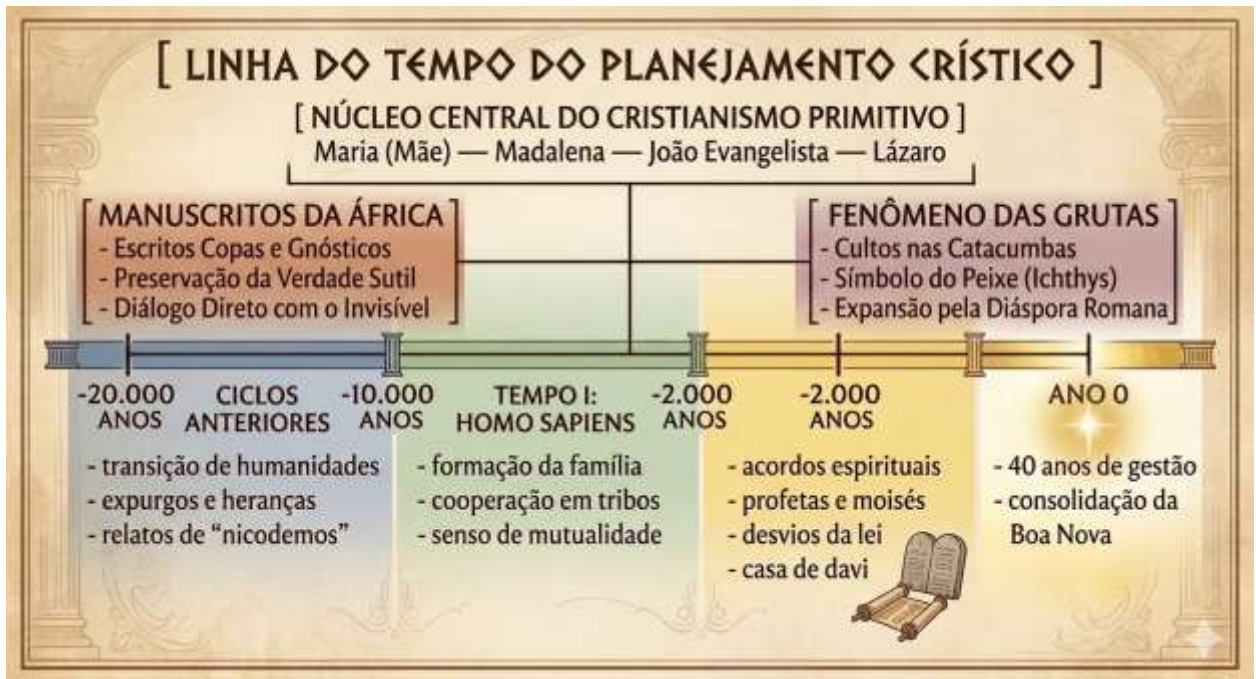 [ LINHA DO TEMPO DO PLANEJAMENTO CRÍSTICO ]
[ NÚCLEO CENTRAL DO CRISTIANISMO PRIMITIVO ]
Maria (Mãe) — Madalena — João Evangelista — Lázaro
[ MANUSCRITOS DA ÁFRICA ]
- Escritos Copas e Gnósticos
- Preservação da Verdade Sutil
- Diálogo Direto com o Invisível
[ FENÔMENO DAS GRUTAS ]
- Cultos nas Catacumbas
- Símbolo do Peixe (Ichthys)
- Expansão pela Diáspora Romana
-20.000
ANOS
CICLOS
ANTERIORES
-10.000
ANOS
TEMPO I:
HOMO SAPIENS
-2.000
ANOS
-2.000
ANOS
ANO 0
- transição de humanidades
- expurgos e heranças
- relatos de “nicodemos”
- formação da família
- cooperação em tribos
- senso de mutualidade
- acordos espirituais
- profetas e moisés
- desvios da lei
- casa de davi
- 40 anos de gestão
- consolidação da
Boa Nova